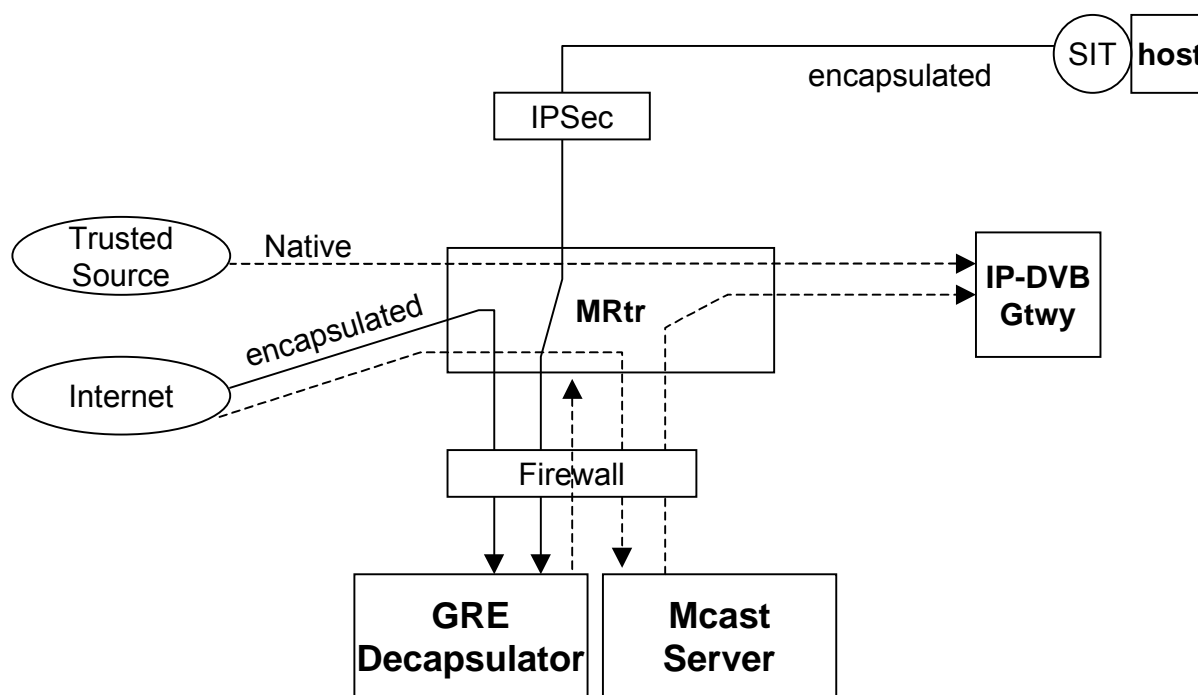 SIT
host
encapsulated
IPSec
Trusted
Source
Native
IP-DVB
Gtwy
MRtr
encapsulated
Internet
Firewall
GRE
Decapsulator
Mcast
Server